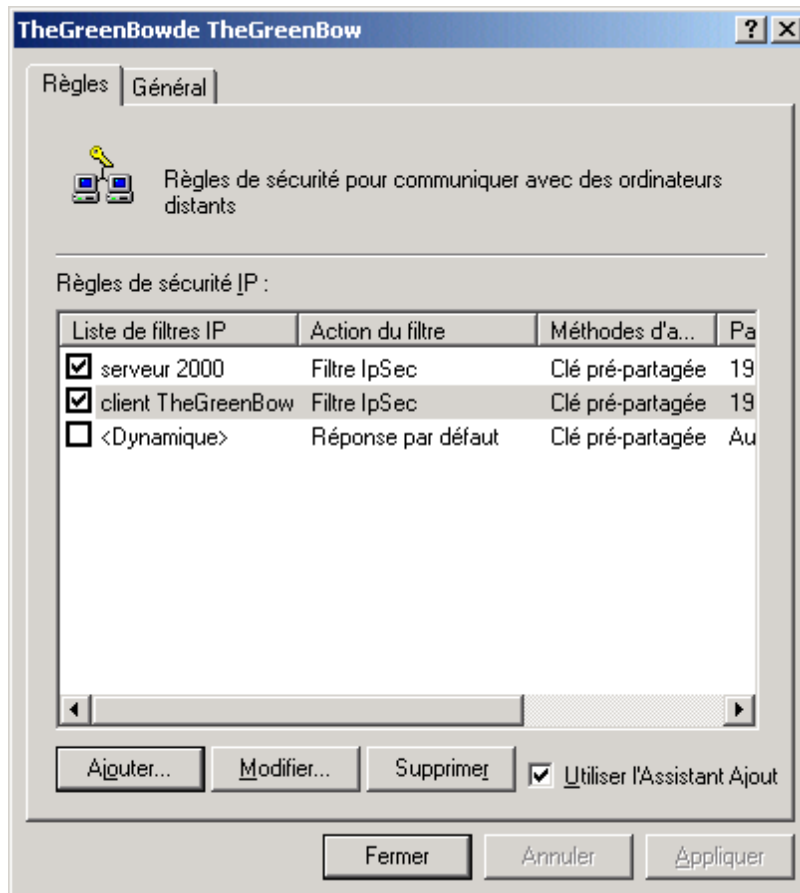 TheGreenBowde TheGreenBow
Règles
Général
Règles de sécurité pour communiquer avec des ordinateurs
distants
Règles de sécurité IP :
Liste de filtres IP Action du filtre Méthodes d'a... Pa
serveur 2000 Filtre IpSec Clé pré-partagée 19
client TheGreenBow Filtre IpSec Clé pré-partagée 19
<Dynamique> Réponse par défaut Clé pré-partagée Au
Ajouter... Modifier... Supprimer Utiliser l'Assistant Ajout
Fermer Annuler Appliquer